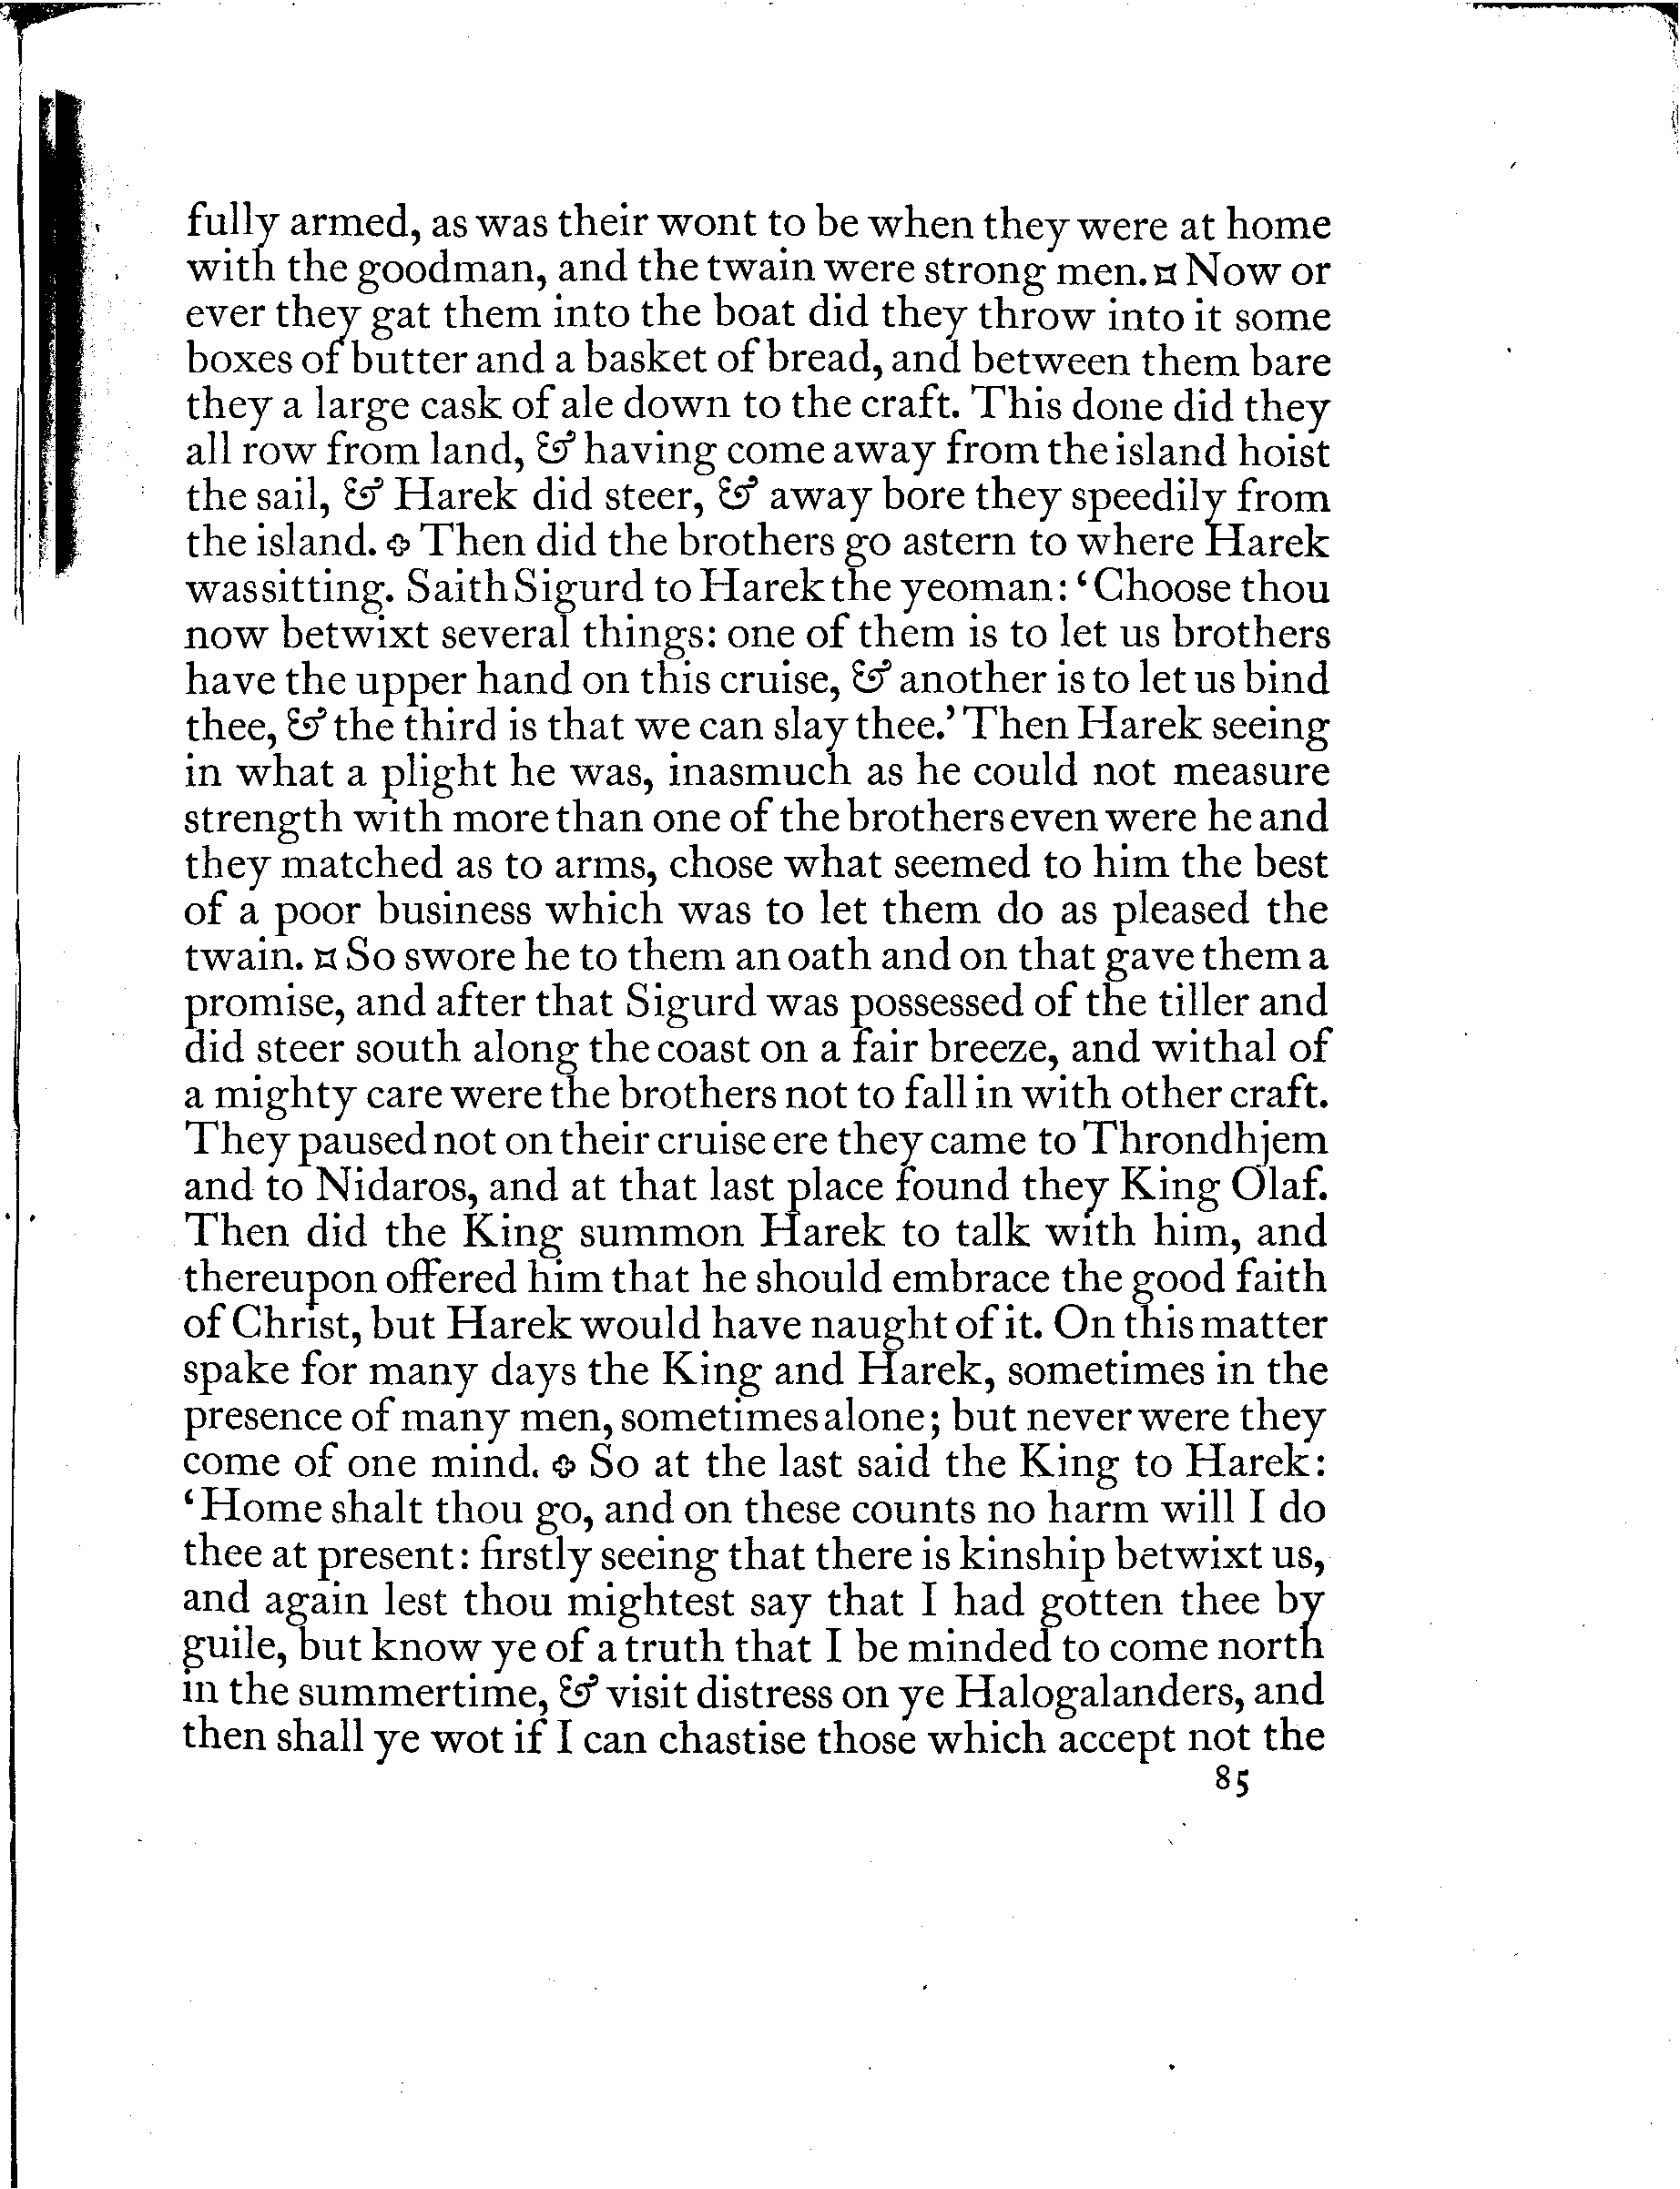 fully armed, as was their wont to be when they were at home
with the goodman, and the twain were strong men. ¤ Now or
ever they gat them into the boat did they throw into it some
boxes of butter and a basket of bread, and between them bare
they a large cask of ale down to the craft. This done did they
all row from land, & having come away from the island hoist
the sail, & Harek did steer, & away bore they speedily from
the island. ✥ Then did the brothers go astern to where Harek
was sitting. Saith Sigurd to Harek the yeoman: ‘Choose thou
now betwixt several things: one of them is to let us brothers
have the upper hand on this cruise, & another is to let us bind
thee, & the third is that we can slay thee.’ Then Harek seeing
in what a plight he was, inasmuch as he could not measure
strength with more than one of the brothers even were he and
they matched as to arms, chose what seemed to him the best
of a poor business which was to let them do as pleased the
twain. ¤ So swore he to them an oath and on that gave them a
promise, and after that Sigurd was possessed of the tiller and
did steer south along the coast on a fair breeze, and withal of
a mighty care were the brothers not to fall in with other craft.
They paused not on their cruise ere they came to Throndhjem
and to Nidaros, and at that last place found they King Olaf.
Then did the King summon Harek to talk with him, and
thereupon offered him that he should embrace the good faith
of Christ, but Harek would have naught of it. On this matter
spake for many days the King and Harek, sometimes in the
presence of many men, sometimes alone; but never were they
come of one mind. ✥ So at the last said the King to Harek:
‘Home shalt thou go, and on these counts no harm will I do
thee at present: firstly seeing that there is kinship betwixt us,
and again lest thou mightest say that I had gotten thee by
guile, but know ye of a truth that I be minded to come north
in the summertime, & visit distress on ye Halogalanders, and
then shall ye wot if I can chastise those which accept not the
85